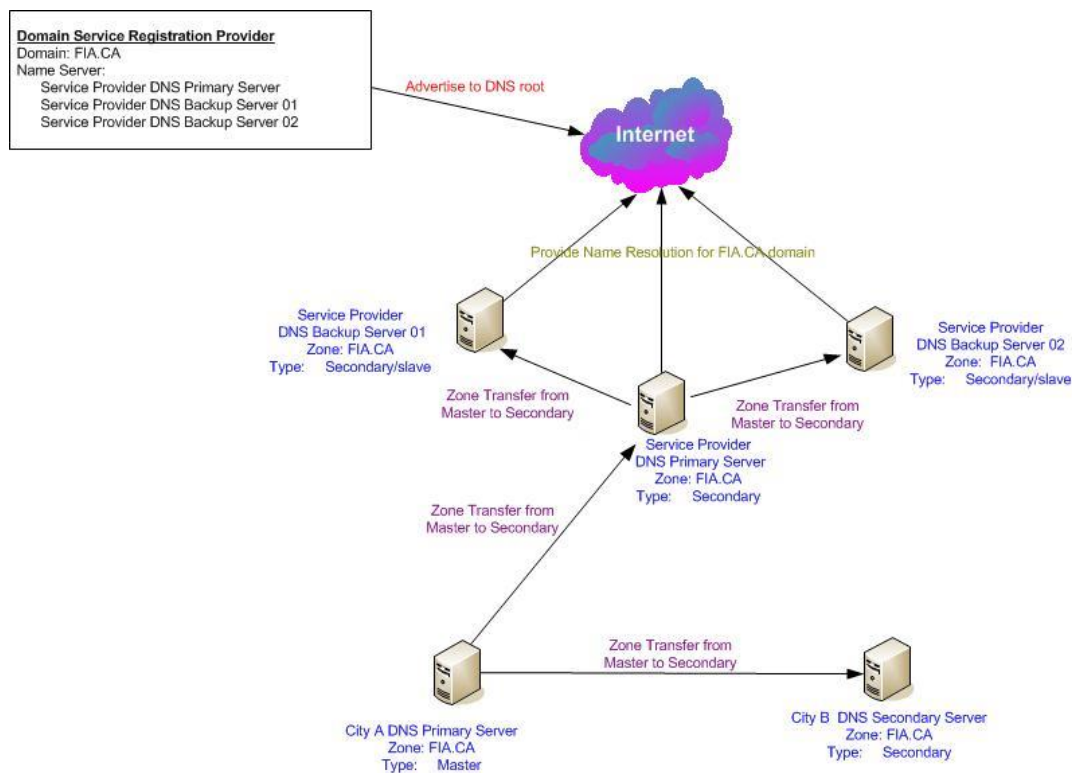 Domain Service Registration Provider
Domain: FIA.CA
Name Server:
Service Provider DNS Primary Server
Service Provider DNS Backup Server 01
Service Provider DNS Backup Server 02
Advertise to DNS root
Internet
Provide Name Resolution for FIA.CA domain
Service Provider
DNS Backup Server 01
Zone: FIA.CA
Type: Secondary/slave
Service Provider
DNS Backup Server 02
Zone: FIA.CA
Type: Secondary/slave
Zone Transfer from
Master to Secondary
Zone Transfer from
Master to Secondary
Service Provider
DNS Primary Server
Zone: FIA.CA
Type: Secondary
Zone Transfer from
Master to Secondary
Zone Transfer from
Master to Secondary
City A DNS Primary Server
Zone: FIA.CA
Type: Master
City B DNS Secondary Server
Zone: FIA.CA
Type: Secondary